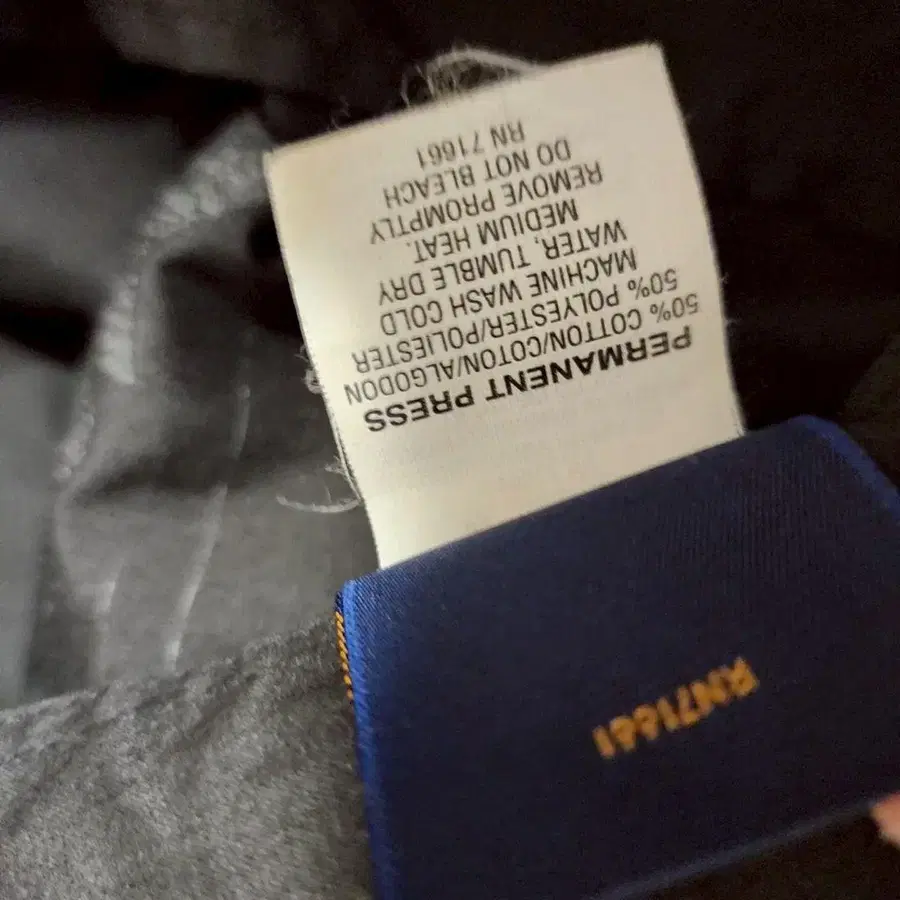 PERMANENT PRESS
50% COTTON/COTON/ALGODON
50% POLYESTER/POLIESTER
MACHINE WASH COLD
WATER, TUMBLE DRY
MEDIUM HEAT.
REMOVE PROMPTLY
DO NOT BLEACH
RN 71661
RN71661